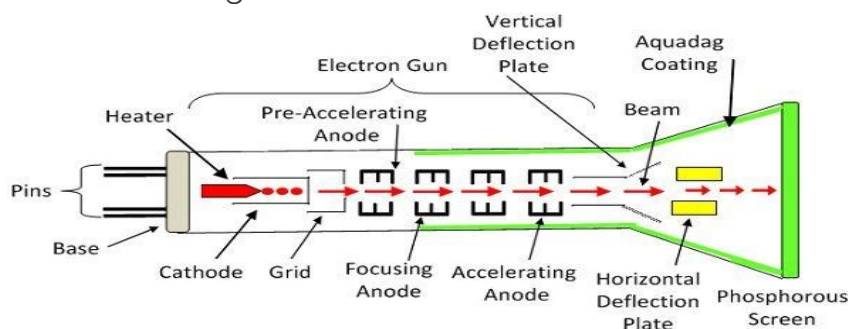 Vertical
Deflection
Plate
Aquadag
Coating
Electron Gun
Pre-Accelerating
Anode
Beam
Heater
Pins
Base
Cathode
Grid
Focusing
Anode
Accelerating
Anode
Horizontal
Deflection
Plate
Phosphorous
Screen